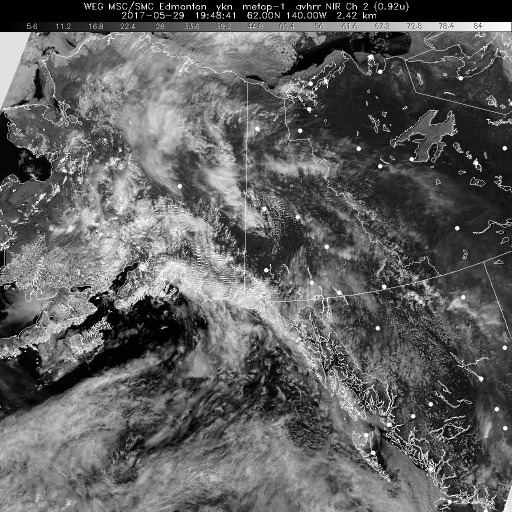 WEG MSC/SMC Edmonton ykn metop-1 avhrr NIR Ch 2 (0.92u)
2017-05-29 19:48:41 62.00N 140.00W 2.42 km
5.6 11.2 16.8 22.4 28 33.6 39.2 44.8 50.4 56 61.6 67.2 72.8 78.4 84